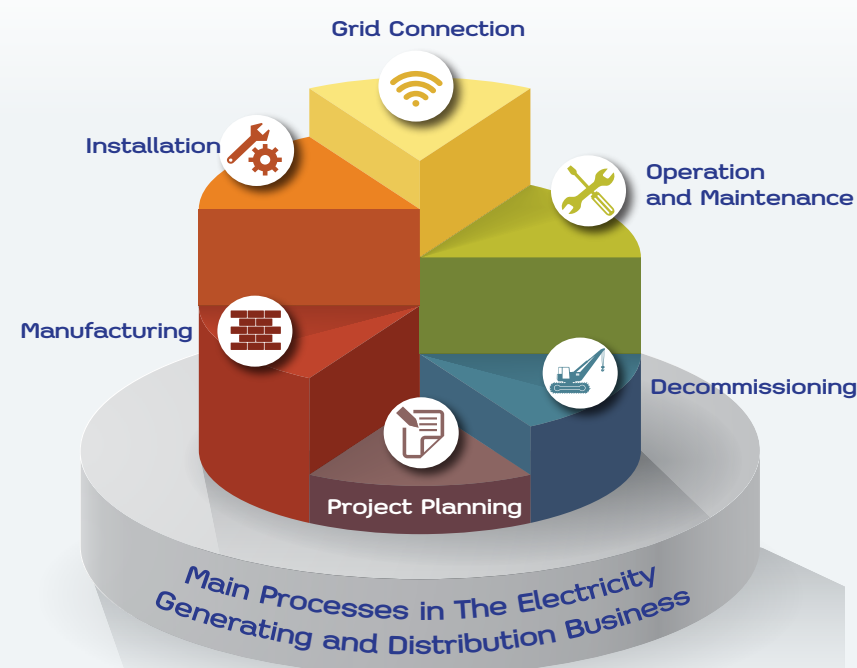 Grid Connection
Installation
Operation
and Maintenance
Manufacturing
Decommissioning
Project Planning
Main Processes in The Electricity
Generating and Distribution Business